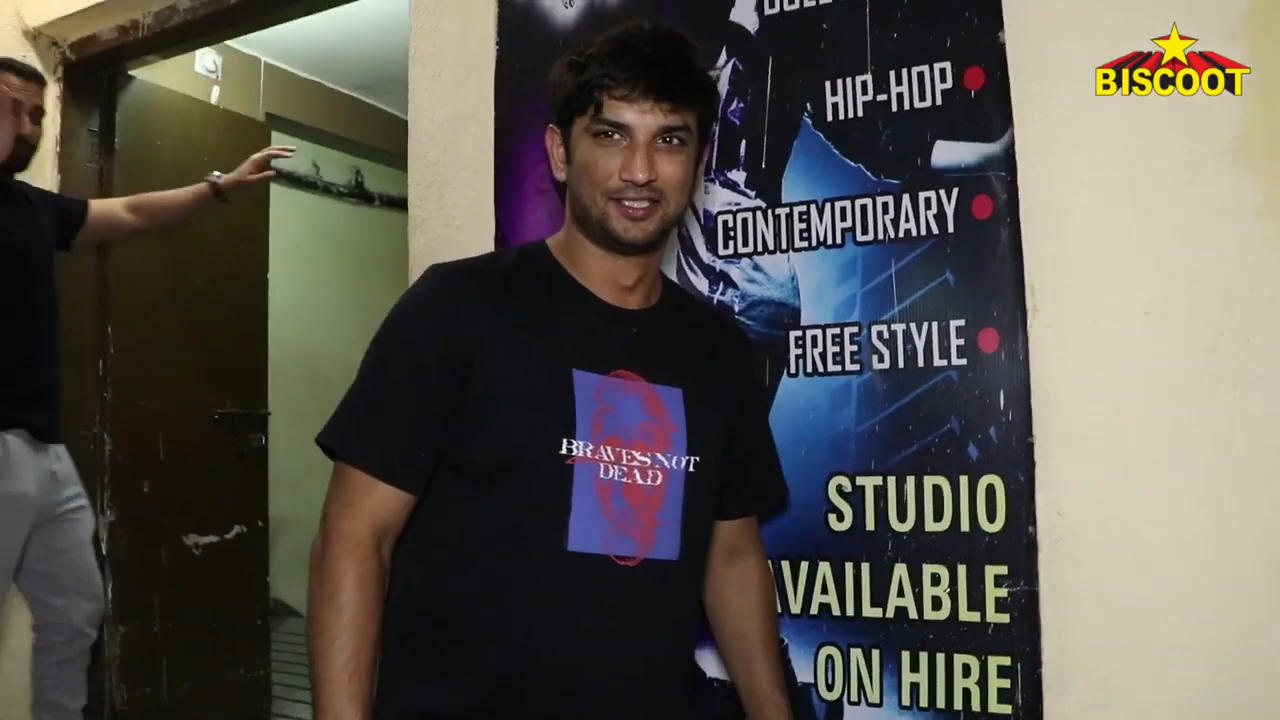 BISCOOT
HIP-HOP
CONTEMPORARY
FREE STYLE
BRAVES NOT
DEAD
STUDIO
AVAILABLE
ON HIRE